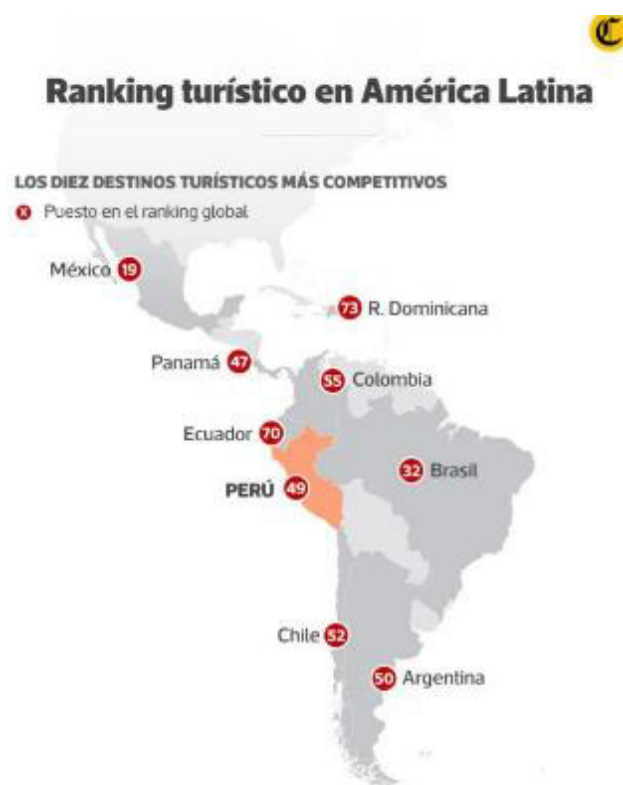 C
Ranking turístico en América Latina
LOS DIEZ DESTINOS TURÍSTICOS MÁS COMPETITIVOS
X Puesto en el ranking global
México 19
73 R. Dominicana
Panamá 47
55 Colombia
Ecuador 70
32 Brasil
PERÚ 49
Chile 52
50 Argentina